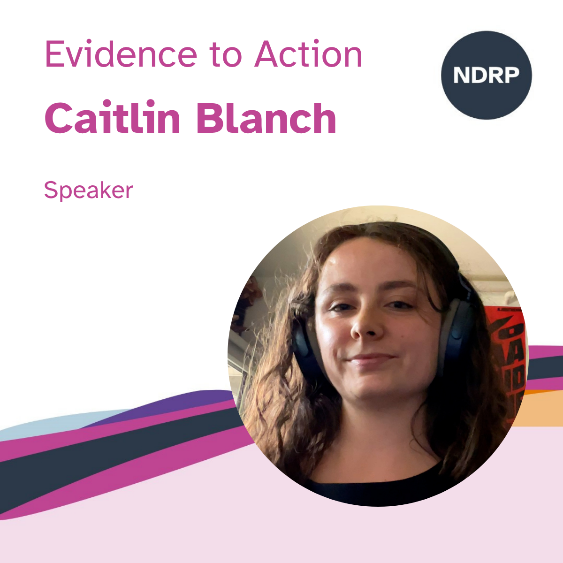 Evidence to Action
NDRP
Caitlin Blanch
Speaker